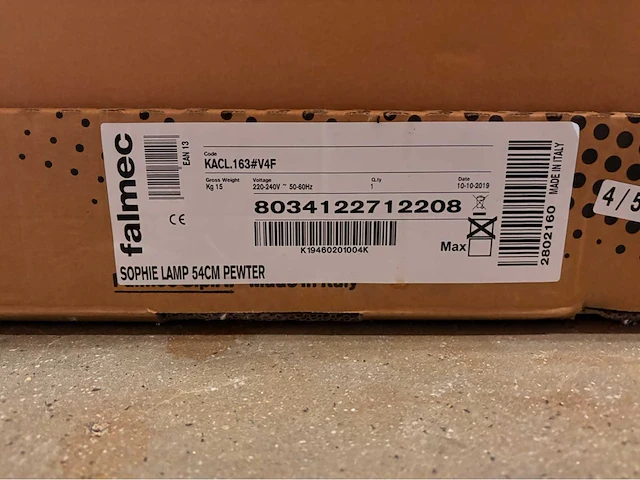 falmec
EAN 13
Code
KACL.163#V4F
Gross Weight Voltage Q.ty Date
Kg 15 220-240V ~ 50-60Hz 1 10-10-2019
8034122712208
CE
K19460201004K
Max
2802160 MADE IN ITALY
SOPHIE LAMP 54CM PEWTER
Made in Italy
4/5